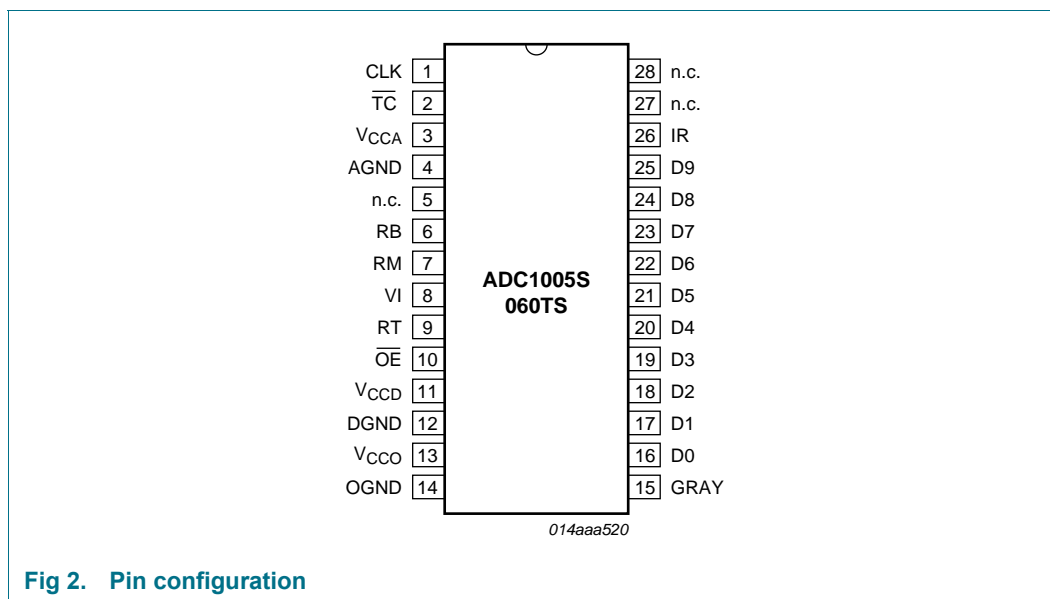 CLK 1 28 n.c.
T̅C̅ 2 27 n.c.
VCCA 3 26 IR
AGND 4 25 D9
n.c. 5 24 D8
RB 6 23 D7
RM 7 22 D6
VI 8 21 D5
ADC1005S
060TS
RT 9 20 D4
O̅E̅ 10 19 D3
VCCD 11 18 D2
DGND 12 17 D1
VCCO 13 16 D0
OGND 14 15 GRAY
014aaa520
Fig 2. Pin configuration